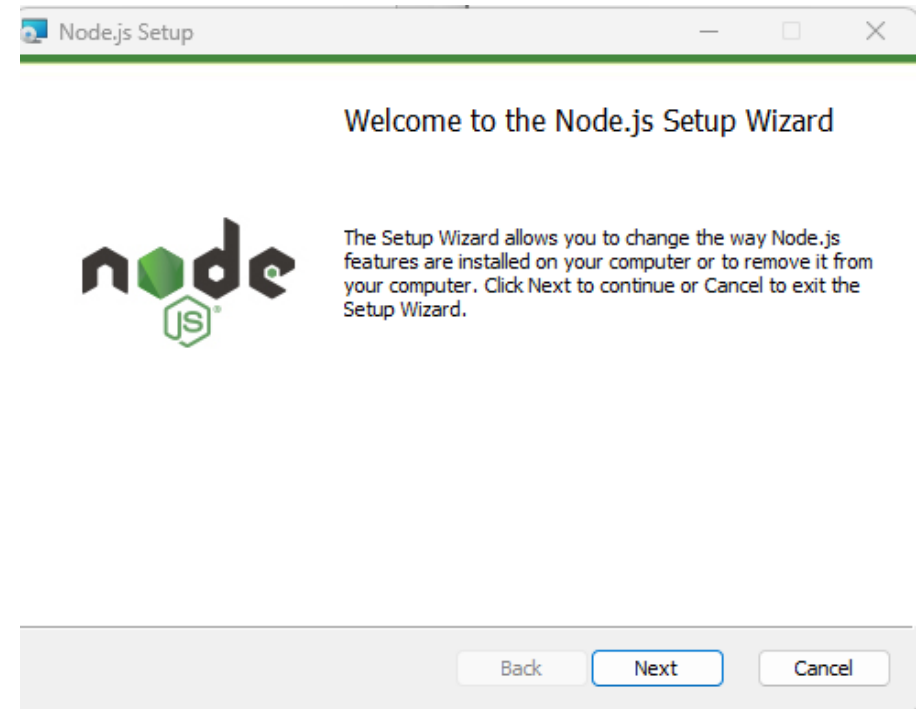 Node.js Setup
Welcome to the Node.js Setup Wizard
node
JS®
The Setup Wizard allows you to change the way Node.js
features are installed on your computer or to remove it from
your computer. Click Next to continue or Cancel to exit the
Setup Wizard.
Back Next Cancel